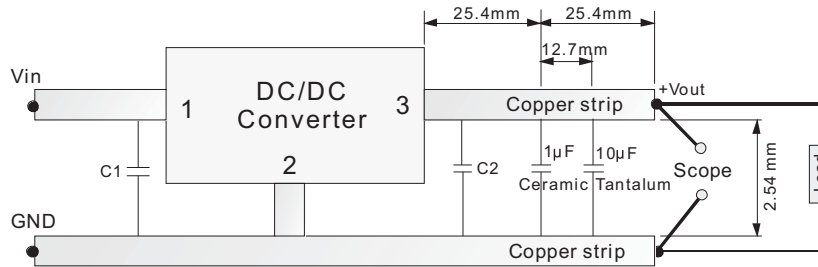 25.4mm 25.4mm
12.7mm
Vin
DC/DC
Converter
1
3
2
Copper strip
+Vout
C1
C2
1µF
10µF
Ceramic Tantalum
Scope
2.54 mm
GND
Copper strip